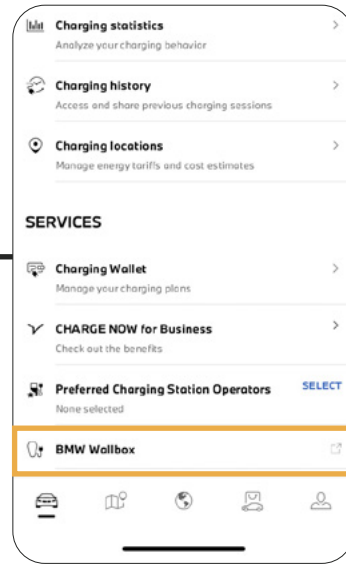 Charging statistics
Analyze your charging behavior
Charging history
Access and share previous charging sessions
Charging locations
Manage energy tariffs and cost estimates
SERVICES
Charging Wallet
Manage your charging plans
CHARGE NOW for Business
Check out the benefits
Preferred Charging Station Operators
SELECT
None selected
BMW Wallbox